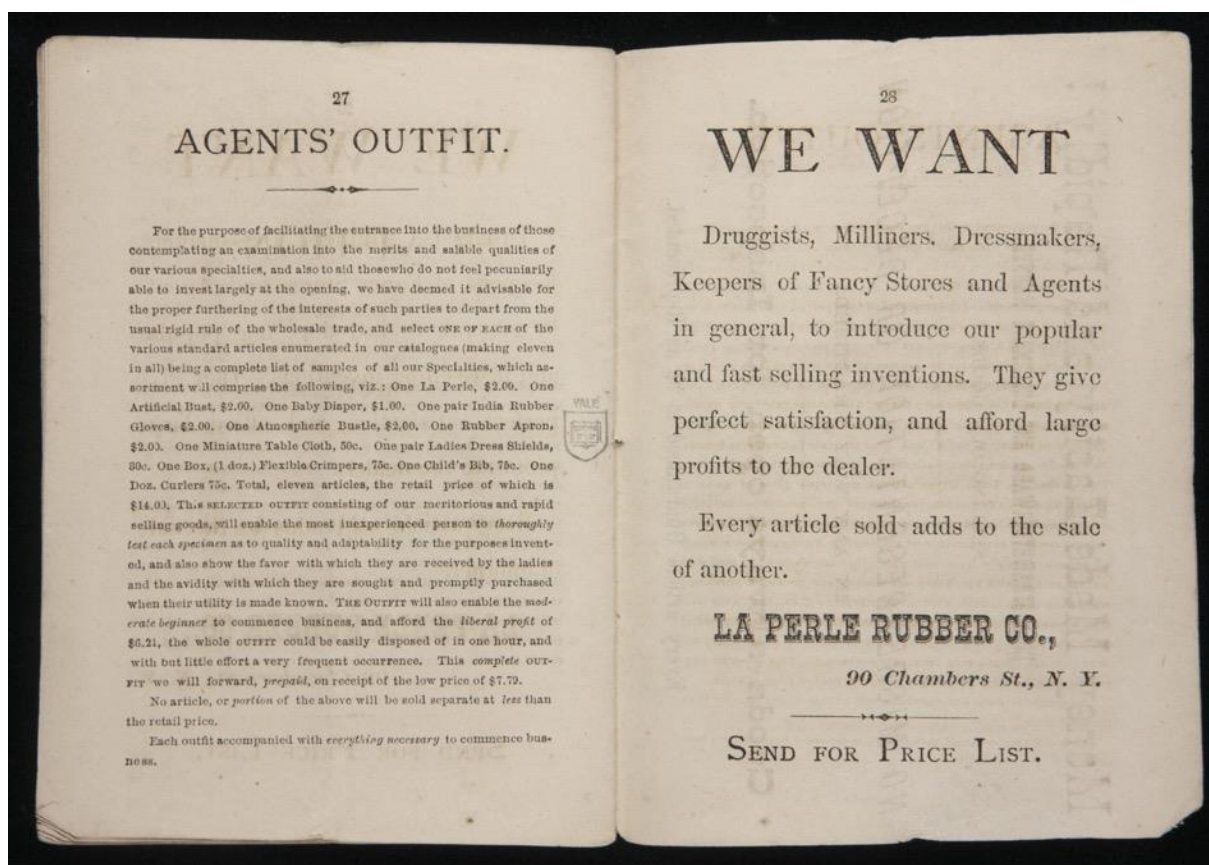 27
AGENTS' OUTFIT.
For the purpose of facilitating the entrance into the business of those
contemplating an examination into the merits and salable qualities of
our various specialties, and also to aid thosewho do not feel pecuniarily
able to invest largely at the opening, we have deemed it advisable for
the proper furthering of the interests of such parties to depart from the
usual rigid rule of the wholesale trade, and select ONE OF EACH of the
various standard articles enumerated in our catalogues (making eleven
in all) being a complete list of samples of all our Specialties, which as-
sortment will comprise the following, viz.: One La Perle, $2.00. One
Artificial Bust, $2.00. One Baby Diaper, $1.00. One pair India Rubber
Gloves, $2.00. One Atmospheric Bustle, $2,00. One Rubber Apron,
$2.00. One Miniature Table Cloth, 50c. One pair Ladies Dress Shields,
30c. One Box, (1 doz.) Flexible Crimpers, 75c. One Child's Bib, 75c. One
Doz. Curlers 75c. Total, eleven articles, the retail price of which is
$14.00. This SELECTED OUTFIT consisting of our meritorious and rapid
selling goods, will enable the most inexperienced person to thoroughly
test each specimen as to quality and adaptability for the purposes invent-
ed, and also show the favor with which they are received by the ladies
and the avidity with which they are sought and promptly purchased
when their utility is made known. THE OUTFIT will also enable the mod-
erate beginner to commence business, and afford the liberal profit of
$6.21, the whole OUTFIT could be easily disposed of in one hour, and
with but little effort a very frequent occurrence. This complete OUT-
FIT we will forward, prepaid, on receipt of the low price of $7.79.
No article, or portion of the above will be sold separate at less than
the retail price.
Each outfit accompanied with everything necessary to commence bus-
ness.
YALE
28
WE WANT
Druggists, Milliners. Dressmakers,
Keepers of Fancy Stores and Agents
in general, to introduce our popular
and fast selling inventions. They give
perfect satisfaction, and afford large
profits to the dealer.
Every article sold adds to the sale
of another.
LA PERLE RUBBER CO.,
90 Chambers St., N. Y.
SEND FOR PRICE LIST.